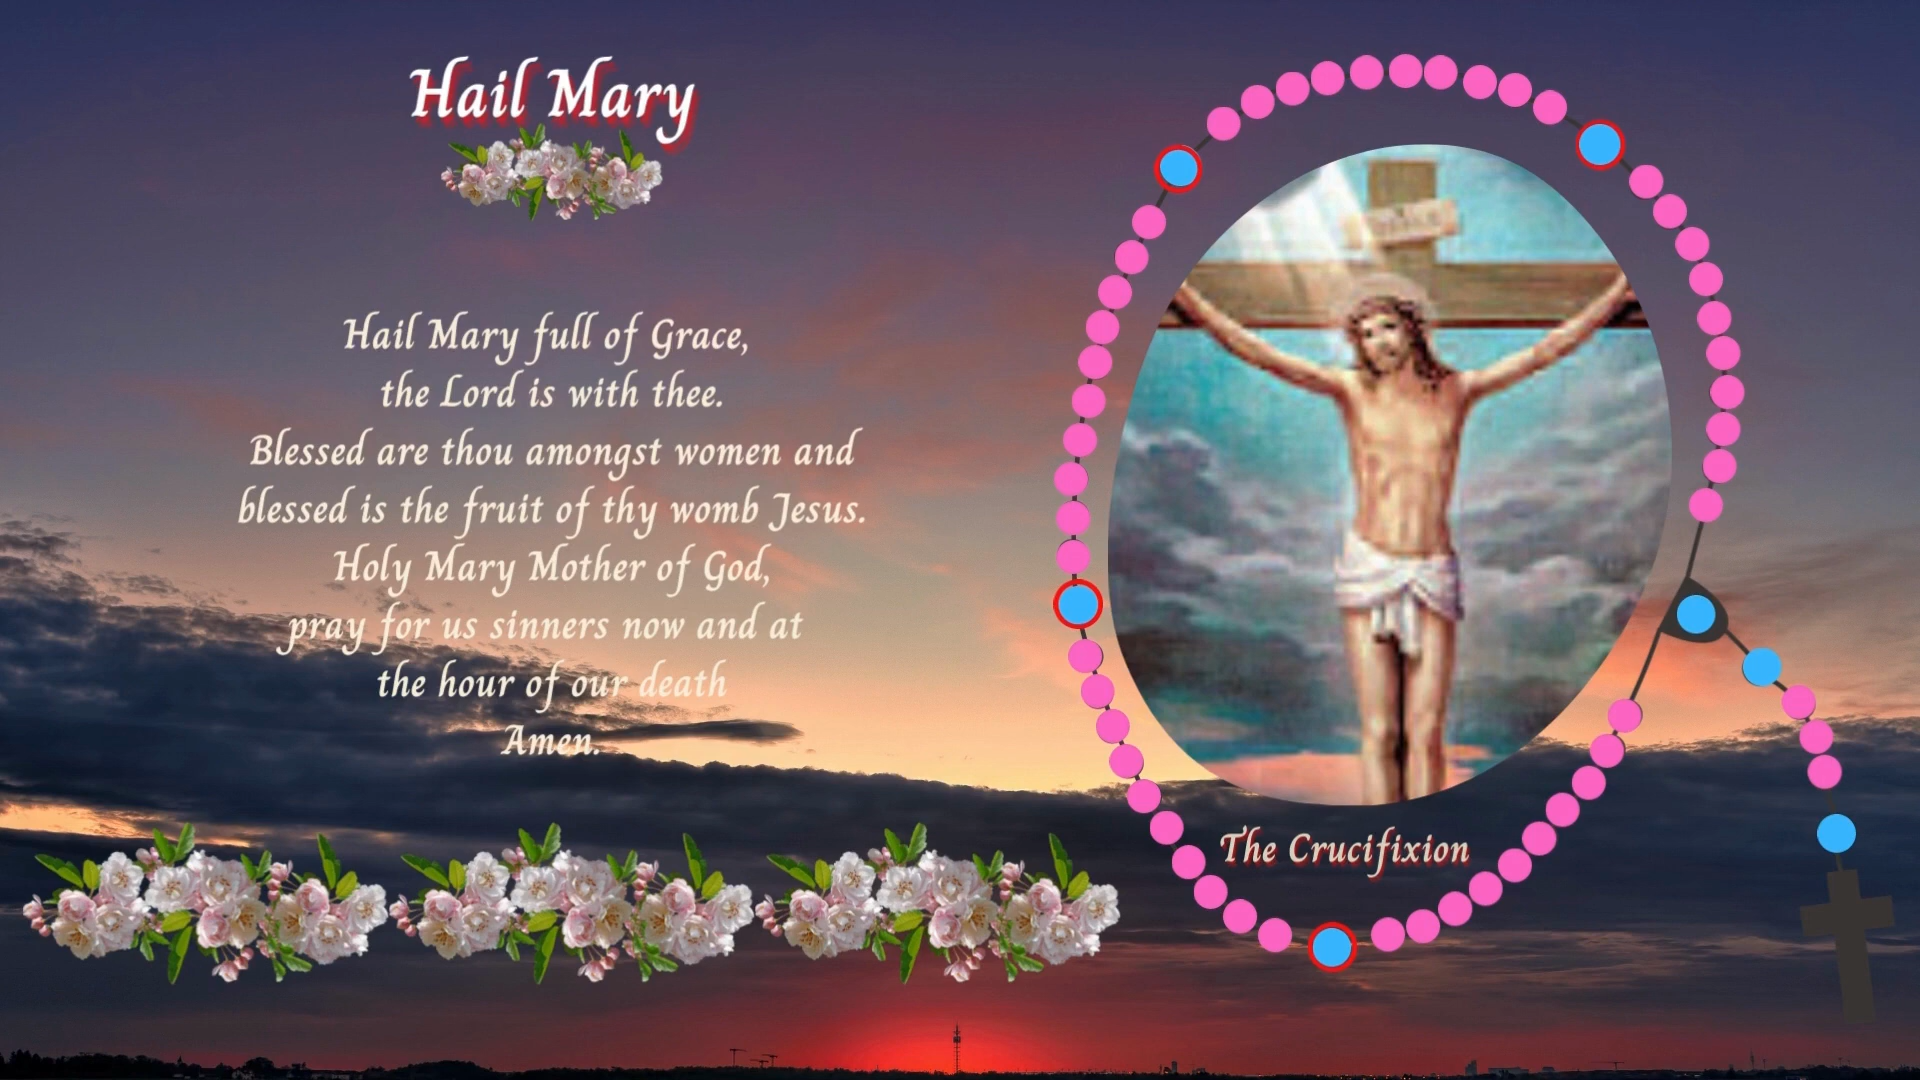 Hail Mary
Hail Mary full of Grace,
the Lord is with thee.
Blessed are thou amongst women and
blessed is the fruit of thy womb Jesus.
Holy Mary Mother of God,
pray for us sinners now and at
the hour of our death
Amen.
The Crucifixion